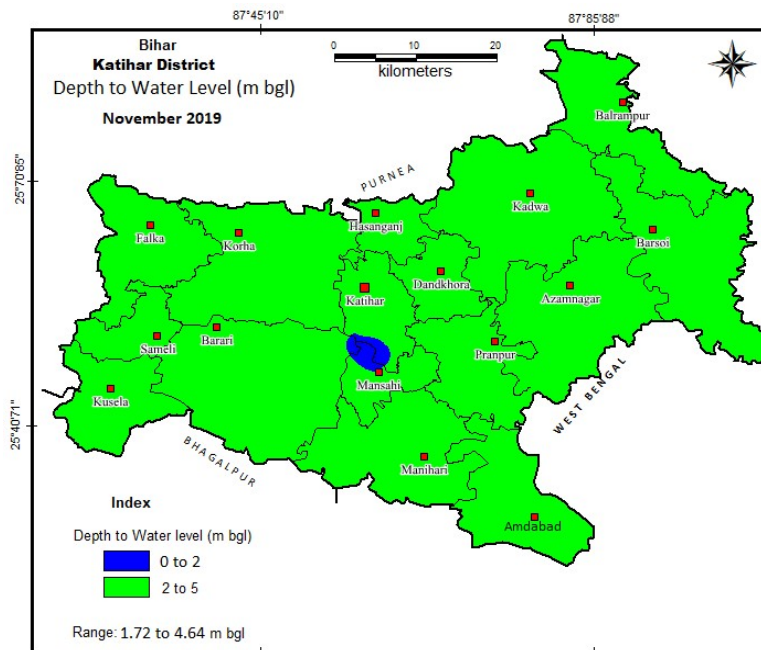 87°45'10"
87°85'88"
Bihar
Katihar District
Depth to Water Level (m bgl)
November 2019
0 10 20
kilometers
25°70'85"
25°40'71"
PURNEA
Balrampur
Kadwa
Falka
Korha
Hasanganj
Barsoi
Dandkhora
Katihar
Azamnagar
Sameli
Barari
Pranpur
Mansahi
Kusela
WEST BENGAL
BHAGALPUR
Manihari
Amdabad
Index
Depth to Water level (m bgl)
0 to 2
2 to 5
Range: 1.72 to 4.64 m bgl